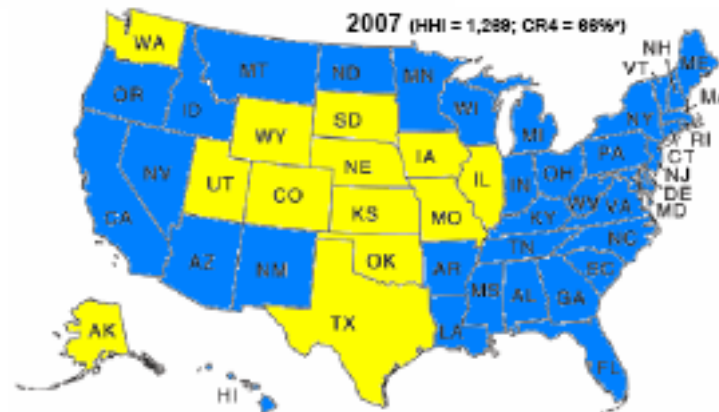 2007 (HHI = 1,269; CR4 = 66%*)
WA
MT
ND
MN
VT
NH
ME
OR
ID
WY
SD
WI
MI
NY
NV
UT
CO
NE
IA
IL
IN
OH
PA
RI
CT
NJ
DE
MD
CA
KS
MO
KY
WV
VA
NC
AZ
NM
OK
AR
TN
SC
TX
LA
MS
AL
GA
FL
AK
HI